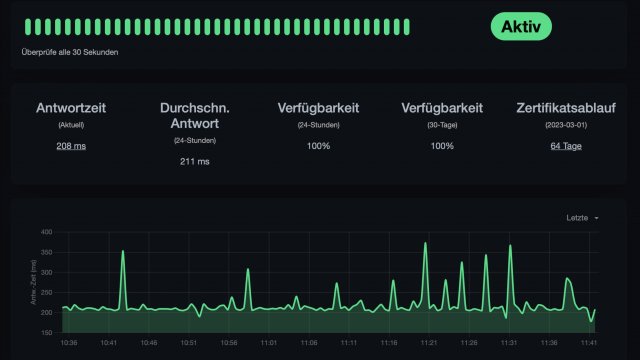 Aktiv
Überprüfe alle 30 Sekunden
Antwortzeit
(Aktuell)
208 ms
Durchschn.
Antwort
(24-Stunden)
211 ms
Verfügbarkeit
(24-Stunden)
100%
Verfügbarkeit
(30-Tage)
100%
Zertifikatsablauf
(2023-03-01)
64 Tage
Letzte
Antw.-Zeit (ms)
400
350
300
250
200
150
10:36
10:41
10:46
10:51
10:56
11:01
11:06
11:11
11:16
11:21
11:26
11:31
11:36
11:41